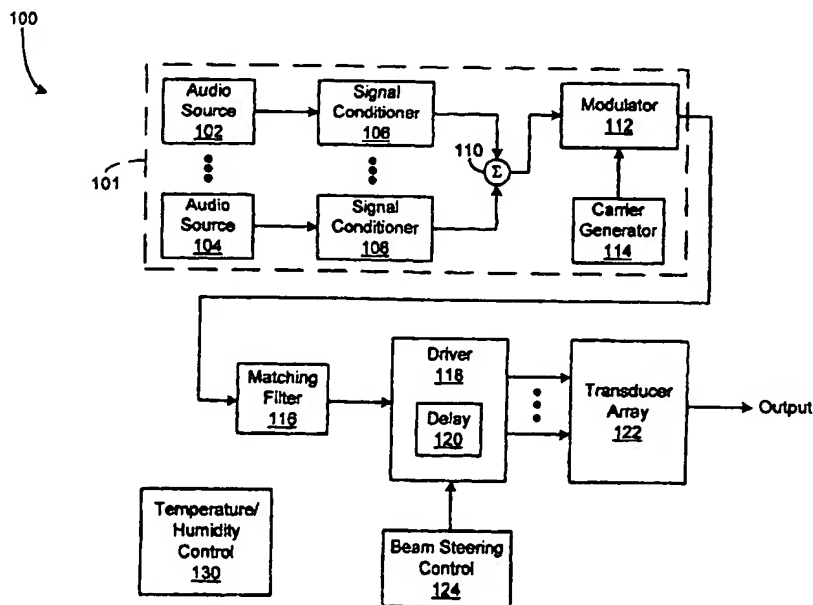 100
Audio
Source
102
Signal
Conditioner
106
Modulator
112
110
Σ
101
Audio
Source
104
Signal
Conditioner
106
Carrier
Generator
114
Matching
Filter
116
Driver
118
Delay
120
Transducer
Array
122
Output
Temperature/
Humidity
Control
130
Beam Steering
Control
124